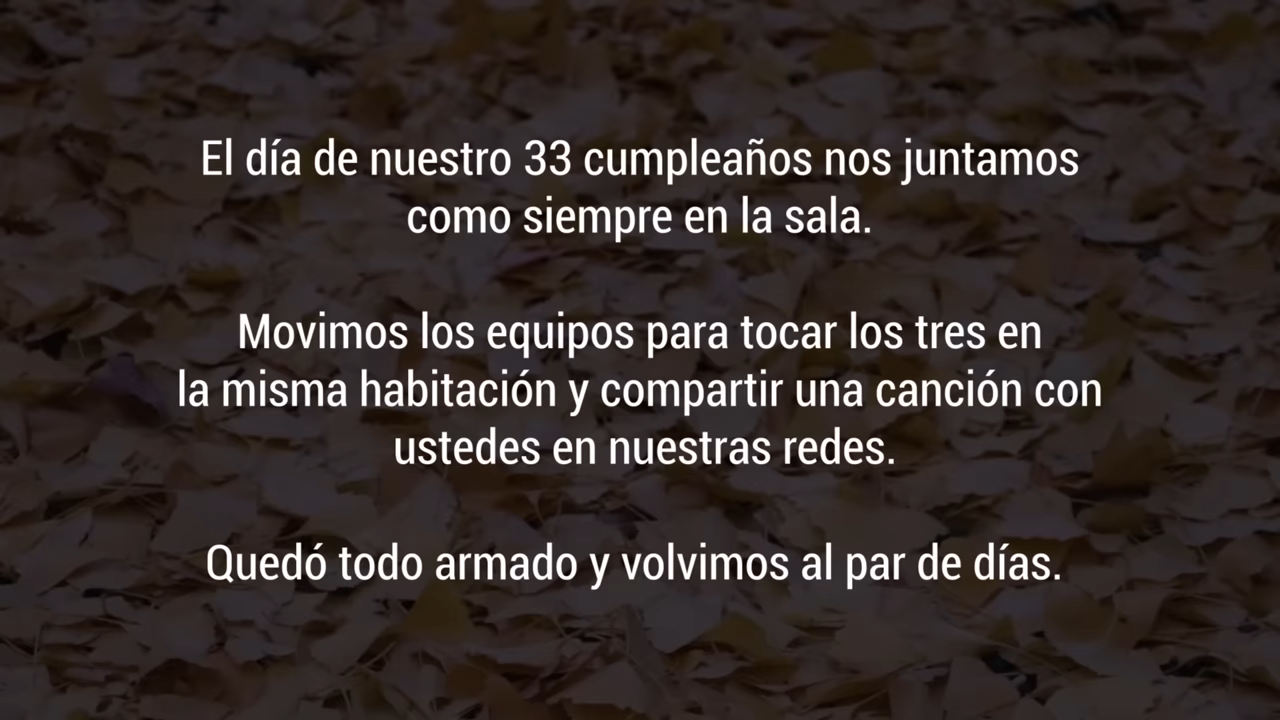 El día de nuestro 33 cumpleaños nos juntamos
como siempre en la sala.
Movimos los equipos para tocar los tres en
la misma habitación y compartir una canción con
ustedes en nuestras redes.
Quedó todo armado y volvimos al par de días.